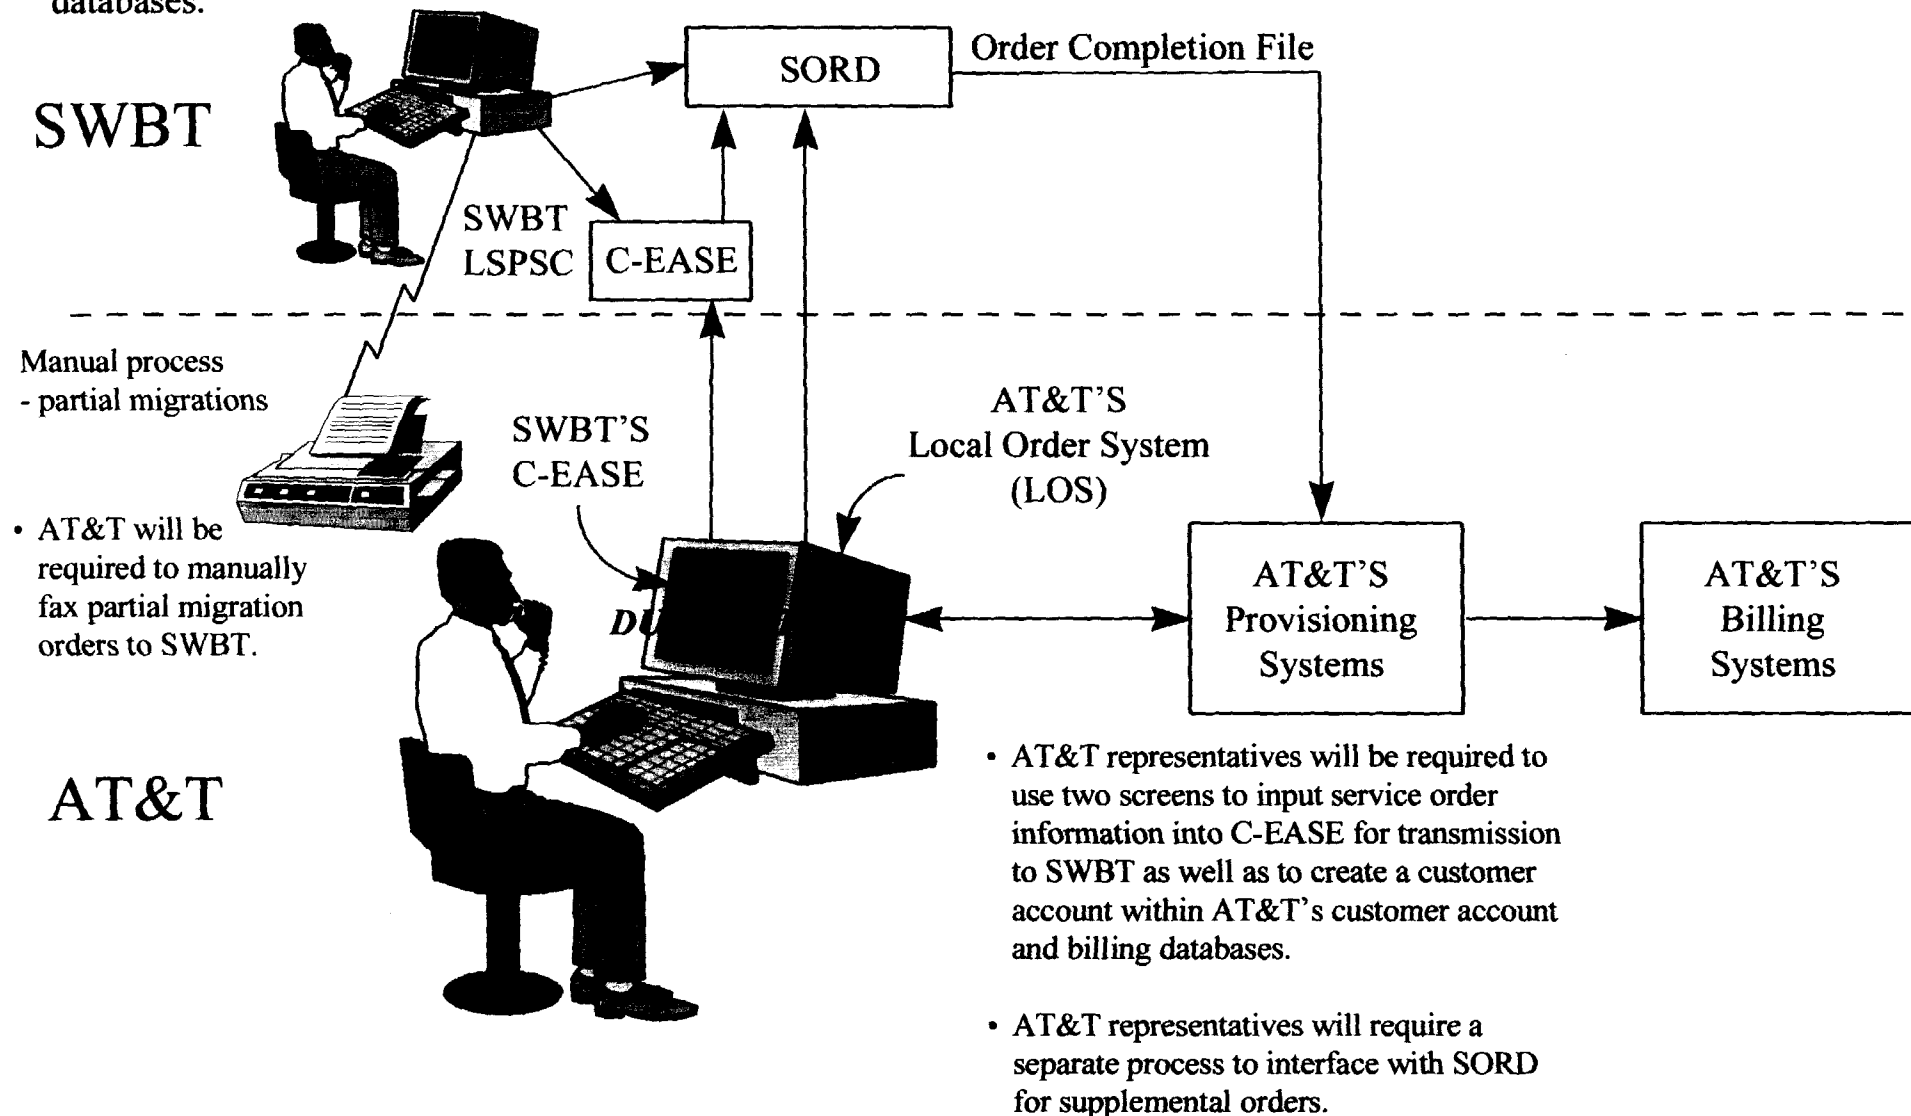 databases.
SORD
Order Completion File
SWBT
SWBT
LSPSC
C-EASE
Manual process
- partial migrations
SWBT'S
C-EASE
AT&T'S
Local Order System
(LOS)
• AT&T will be
required to manually
fax partial migration
orders to SWBT.
AT&T'S
Provisioning
Systems
AT&T'S
Billing
Systems
AT&T
• AT&T representatives will be required to
use two screens to input service order
information into C-EASE for transmission
to SWBT as well as to create a customer
account within AT&T's customer account
and billing databases.
• AT&T representatives will require a
separate process to interface with SORD
for supplemental orders.